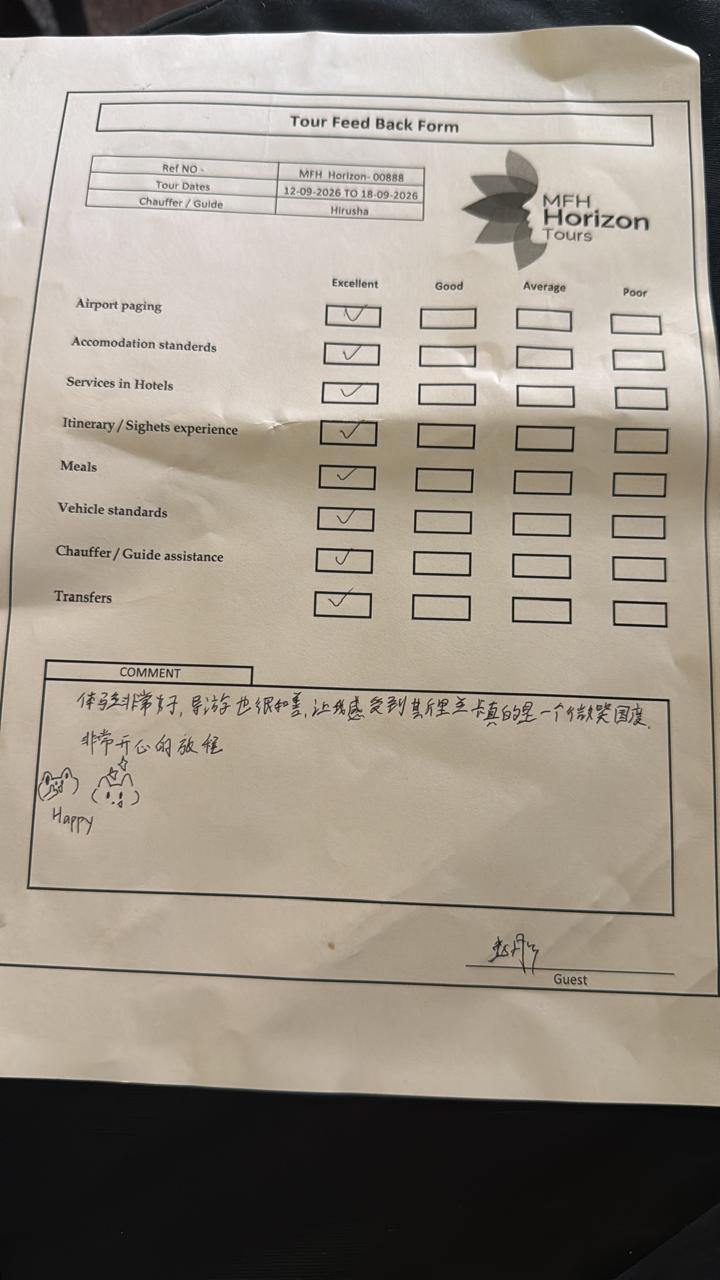 Tour Feed Back Form
Ref NO - MFH Horizon- 00888
Tour Dates 12-09-2026 TO 18-09-2026
Chauffer / Guide Hirusha
MFH
Horizon
Tours
Excellent Good Average Poor
Airport paging
Accomodation standerds
Services in Hotels
Itinerary / Sighets experience
Meals
Vehicle standards
Chauffer / Guide assistance
Transfers
COMMENT
体验非常好,导游也很和善,让我感受到斯里兰卡真的是一个微笑国度.
非常开心的旅程
Happy
Guest